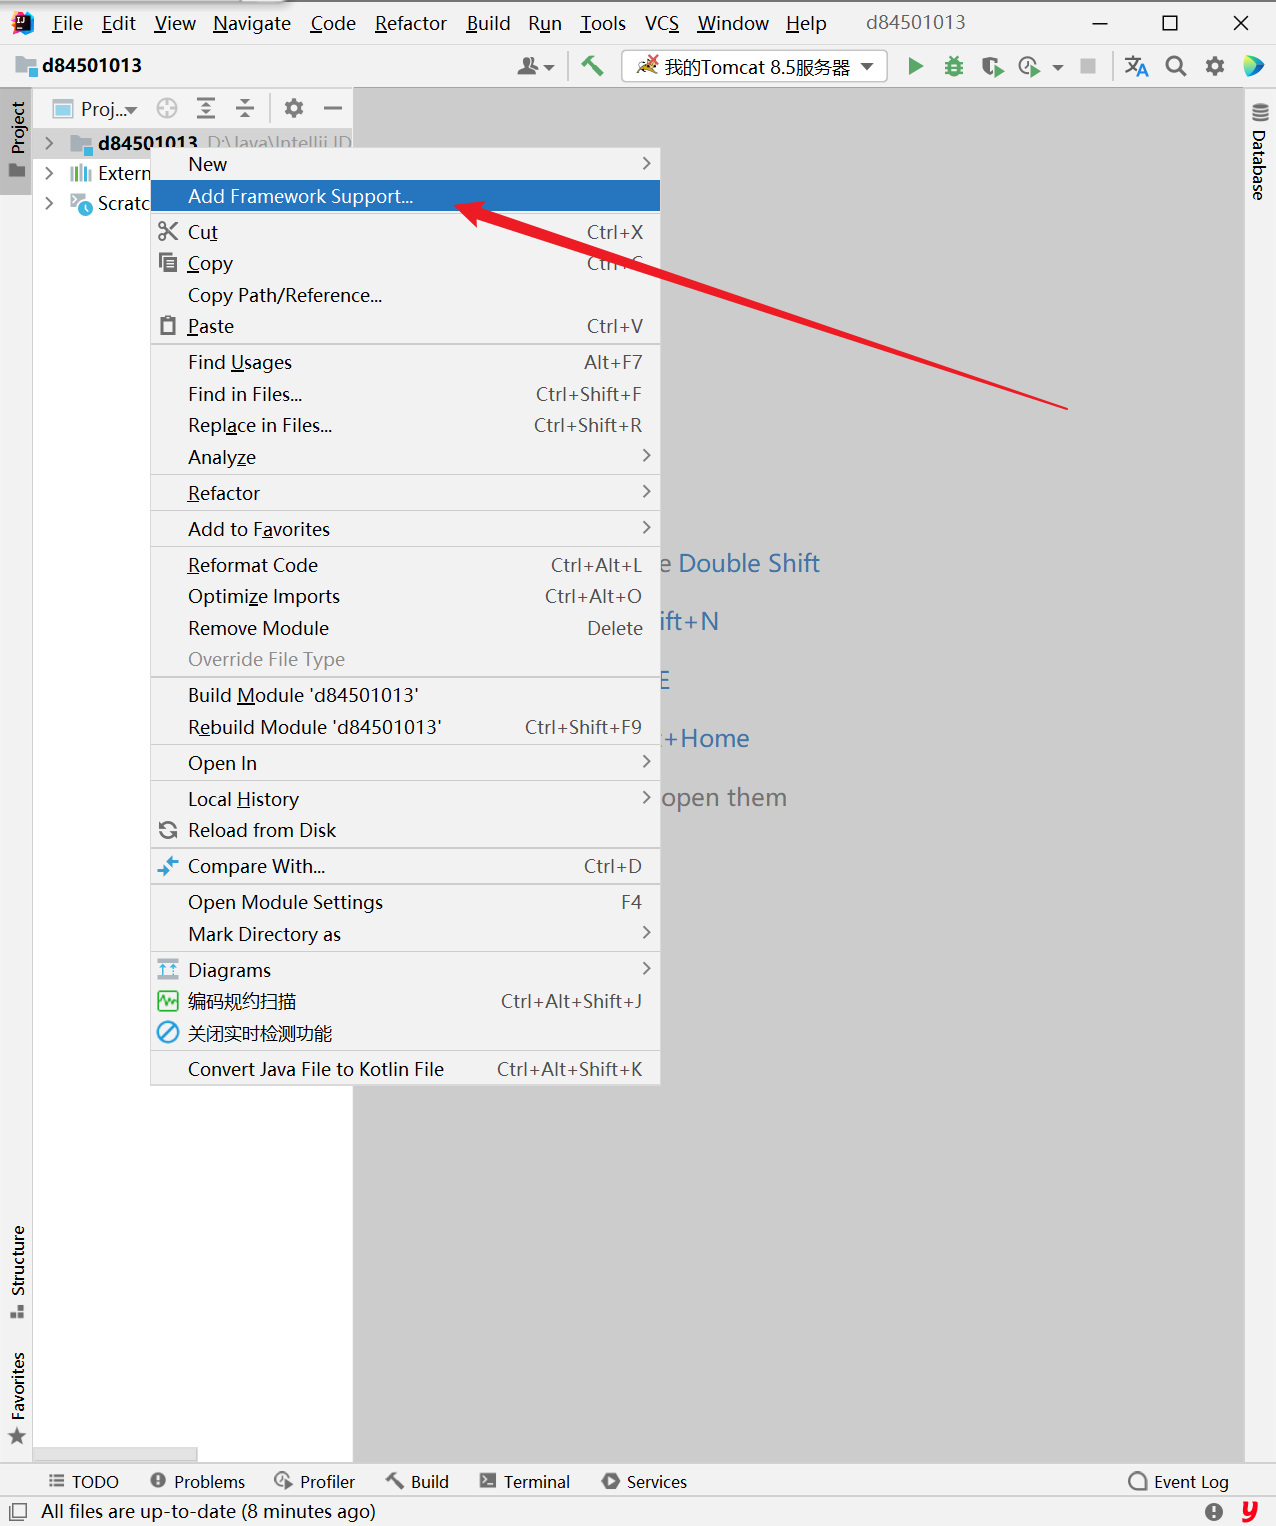 File Edit View Navigate Code Refactor Build Run Tools VCS Window Help d84501013
d84501013 我的Tomcat 8.5服务器
Project
Proj...
d84501013 D:\Java\Intellij ID
Extern
Scratc
Database
New
Add Framework Support...
Cut Ctrl+X
Copy Ctrl+C
Copy Path/Reference...
Paste Ctrl+V
Find Usages Alt+F7
Find in Files... Ctrl+Shift+F
Replace in Files... Ctrl+Shift+R
Analyze
Refactor
Add to Favorites
Reformat Code Ctrl+Alt+L
Optimize Imports Ctrl+Alt+O
Remove Module Delete
Override File Type
Build Module 'd84501013'
Rebuild Module 'd84501013' Ctrl+Shift+F9
Open In
Local History
Reload from Disk
Compare With... Ctrl+D
Open Module Settings F4
Mark Directory as
Diagrams
编码规约扫描 Ctrl+Alt+Shift+J
关闭实时检测功能
Convert Java File to Kotlin File Ctrl+Alt+Shift+K
e Double Shift
ift+N
E
+Home
open them
Structure
Favorites
TODO Problems Profiler Build Terminal Services Event Log
All files are up-to-date (8 minutes ago)